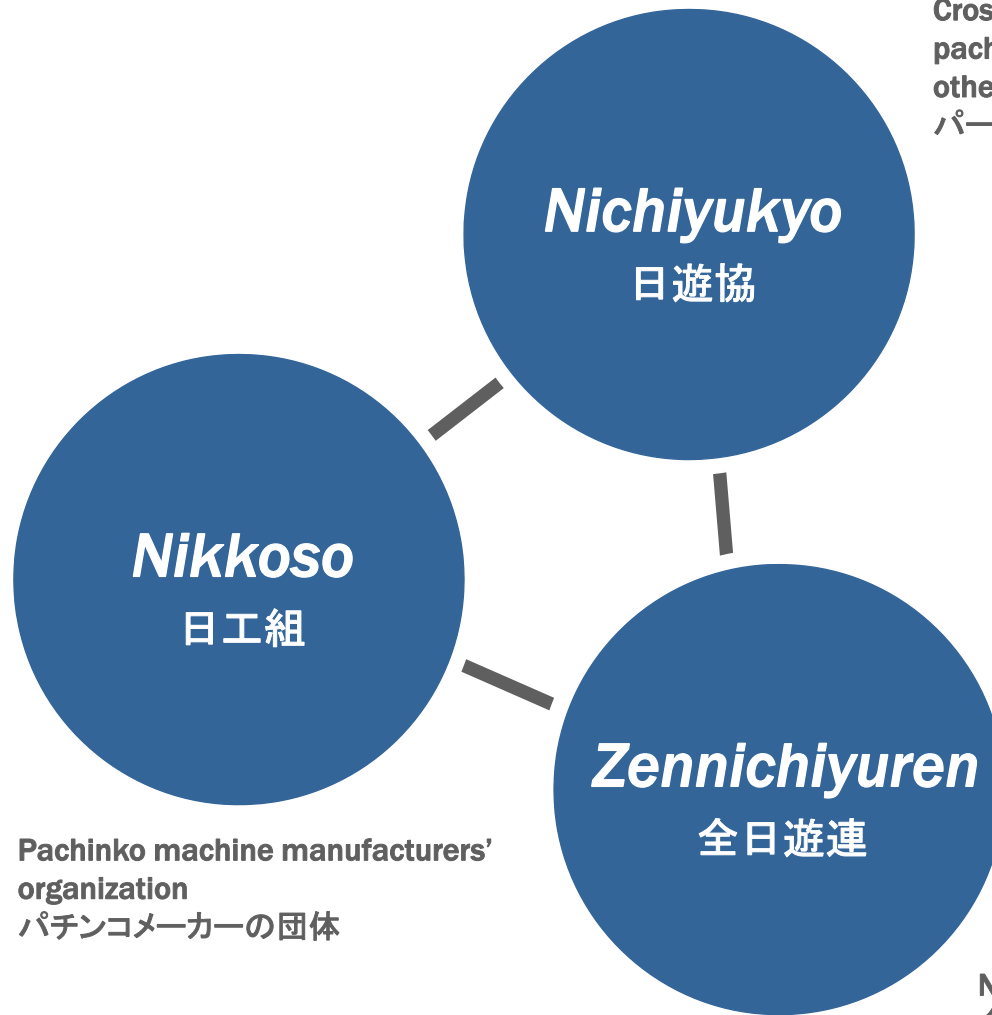 Nichiyukyo
日遊協
Nikkoso
日工組
Zennichiyuren
全日遊連
Pachinko machine manufacturers’
organization
パチンコメーカーの団体